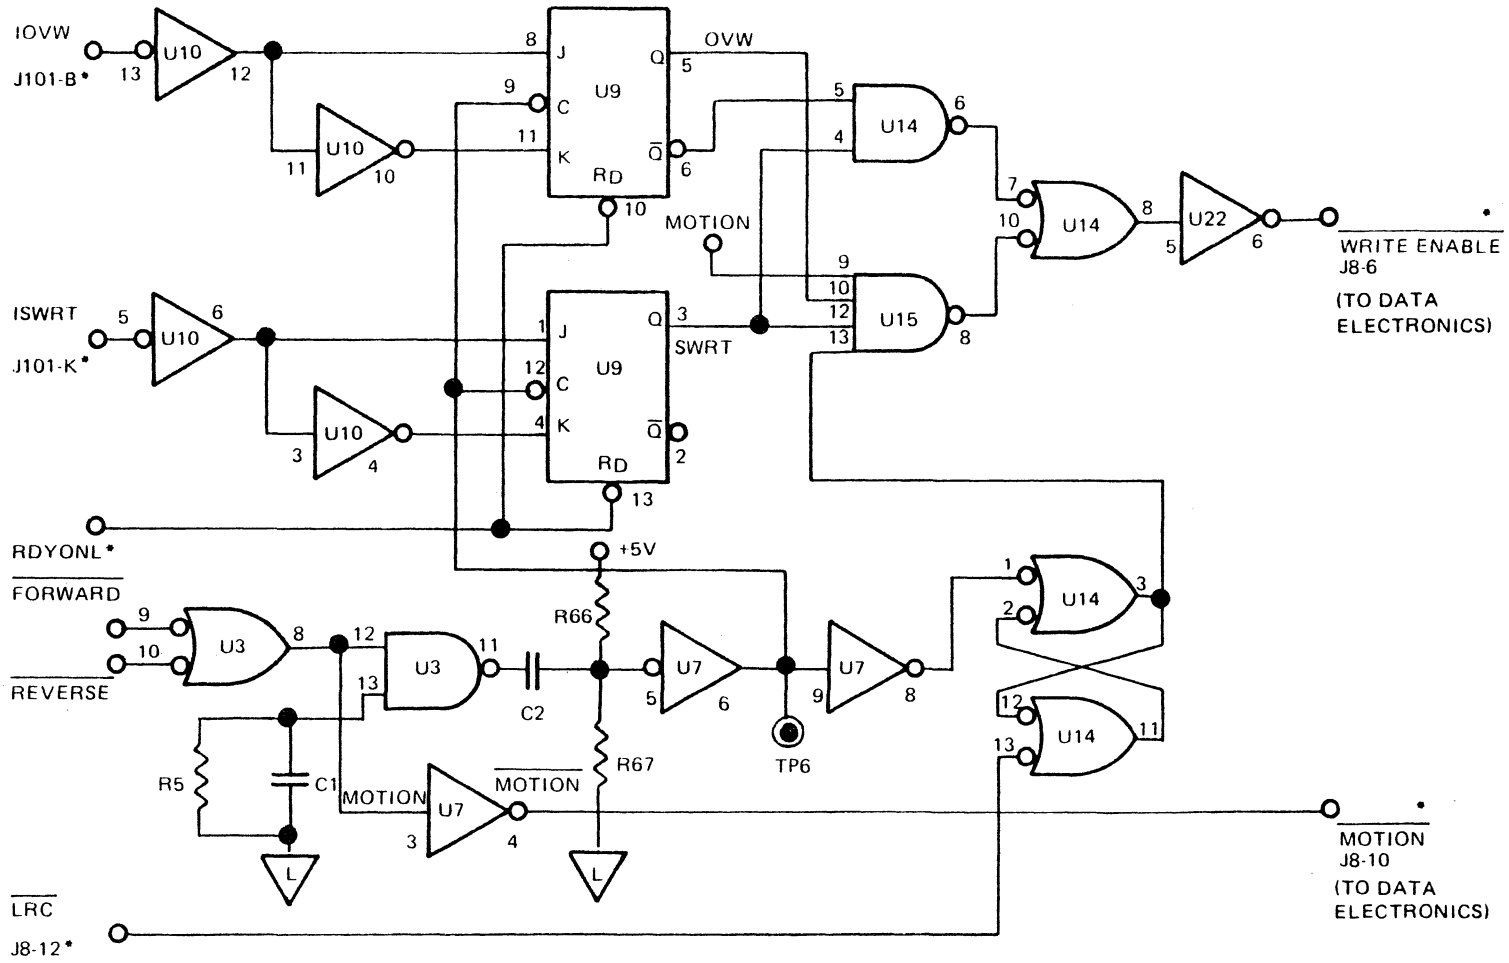 IOVW
J101-B*
13
U10
12
11
U10
10
8
J
9
C
11
K
U9
Q
5
Q̅
6
RD
10
OVW
5
4
U14
6
MOTION
9
10
12
13
U15
8
7
10
U14
8
5
U22
6
*
WRITE ENABLE
J8-6
(TO DATA
ELECTRONICS)
ISWRT
J101-K*
5
U10
6
3
U10
4
1
J
12
C
4
K
U9
Q
3
SWRT
Q̅
2
RD
13
RDYONL*
FORWARD
9
10
REVERSE
U3
8
12
13
U3
11
C2
+5V
R66
R67
5
U7
6
TP6
9
U7
8
1
2
U14
3
12
13
U14
11
R5
C1
L
MOTION
3
U7
4
MOTION
L
*
MOTION
J8-10
(TO DATA
ELECTRONICS)
LRC
J8-12*